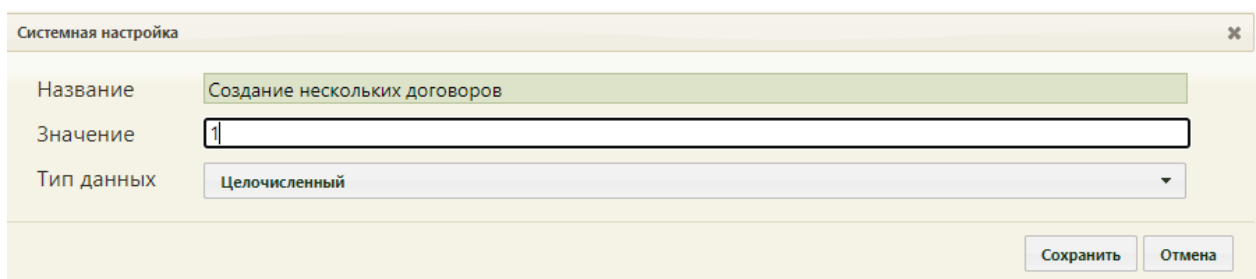 Системная настройка
Название Создание нескольких договоров
Значение 1
Тип данных Целочисленный
Сохранить Отмена